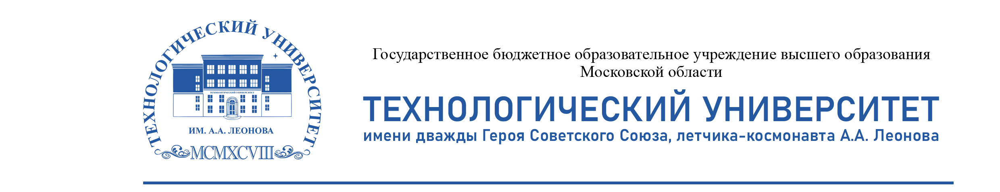 ТЕХНОЛОГИЧЕСКИЙ УНИВЕРСИТЕТ
ТЕХНОЛОГИЧЕСКИЙ УНИВЕРСИТЕТ
ИМ. А.А. ЛЕОНОВА
MCMXCVIII
Государственное бюджетное образовательное учреждение высшего образования
Московской области
ТЕХНОЛОГИЧЕСКИЙ УНИВЕРСИТЕТ
имени дважды Героя Советского Союза, летчика-космонавта А.А. Леонова